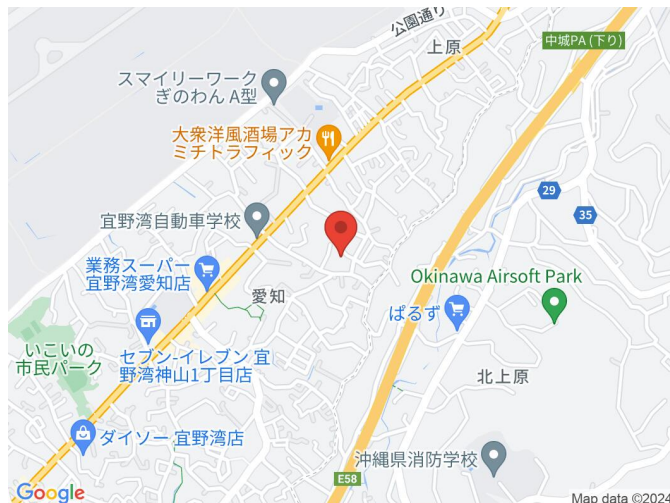 公園通り
上原
中城PA (下り)
スマイリーワーク
ぎのわん A型
大衆洋風酒場アカ
ミチトラフィック
29
35
宜野湾自動車学校
業務スーパー
宜野湾愛知店
愛知
Okinawa Airsoft Park
ぱるず
いこいの
市民パーク
セブン-イレブン 宜
野湾神山1丁目店
北上原
ダイソー 宜野湾店
沖縄県消防学校
E58
Google
Map data ©2024